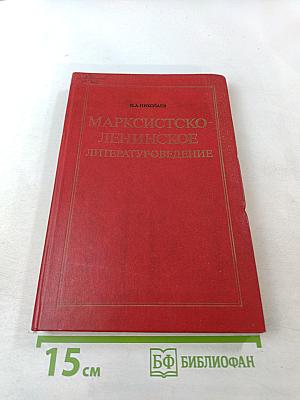 П.А. НИКОЛАЕВ
МАРКСИСТСКО-
ЛЕНИНСКОЕ
ЛИТЕРАТУРОВЕДЕНИЕ
15 см
БФ БИБЛИОФАН